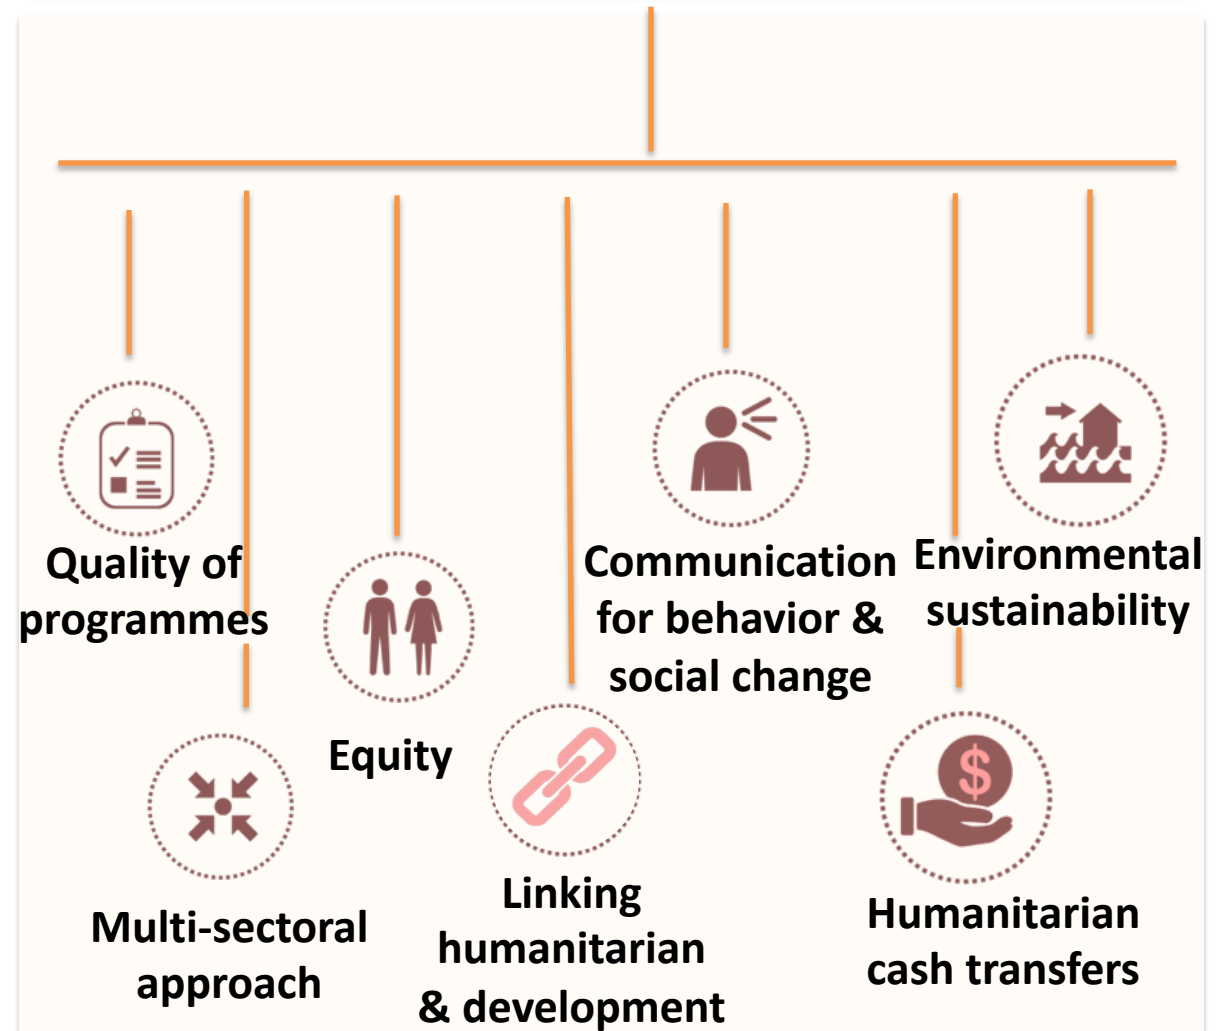 Quality of
programmes
Multi-sectoral
approach
Equity
Linking
humanitarian
& development
Communication
for behavior &
social change
$
Humanitarian
cash transfers
Environmental
sustainability